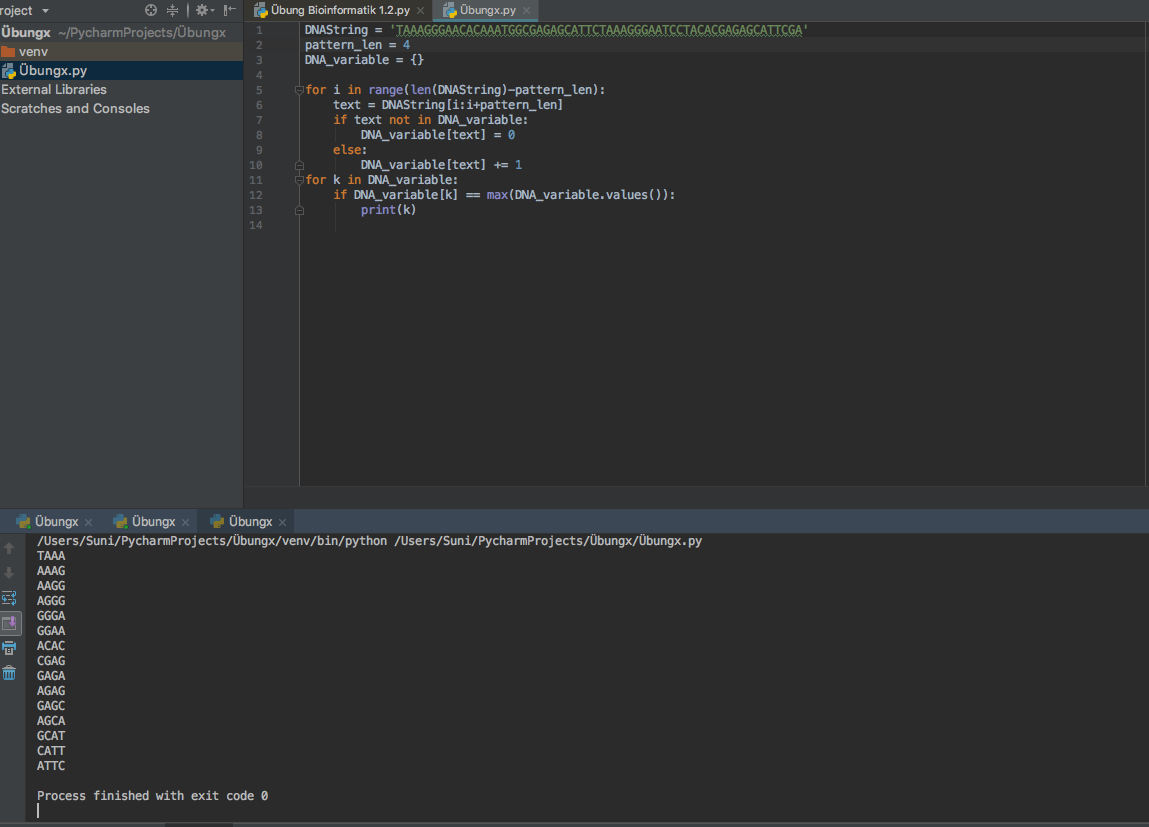 roject
Übung Bioinformatik 1.2.py
Übungx.py
Übungx ~/PycharmProjects/Übungx
venv
Übungx.py
External Libraries
Scratches and Consoles
1 DNAString = 'TAAAGGGAACACAAATGGCGAGAGCATTCTAAAGGGAATCCTACACGAGAGCATTCGA'
2 pattern_len = 4
3 DNA_variable = {}
4
5 for i in range(len(DNAString)-pattern_len):
6 text = DNAString[i:i+pattern_len]
7 if text not in DNA_variable:
8 DNA_variable[text] = 0
9 else:
10 DNA_variable[text] += 1
11 for k in DNA_variable:
12 if DNA_variable[k] == max(DNA_variable.values()):
13 print(k)
14
Übungx Übungx Übungx
/Users/Suni/PycharmProjects/Übungx/venv/bin/python /Users/Suni/PycharmProjects/Übungx/Übungx.py
TAAA
AAAG
AAGG
AGGG
GGGA
GGAA
ACAC
CGAG
GAGA
AGAG
GAGC
AGCA
GCAT
CATT
ATTC
Process finished with exit code 0